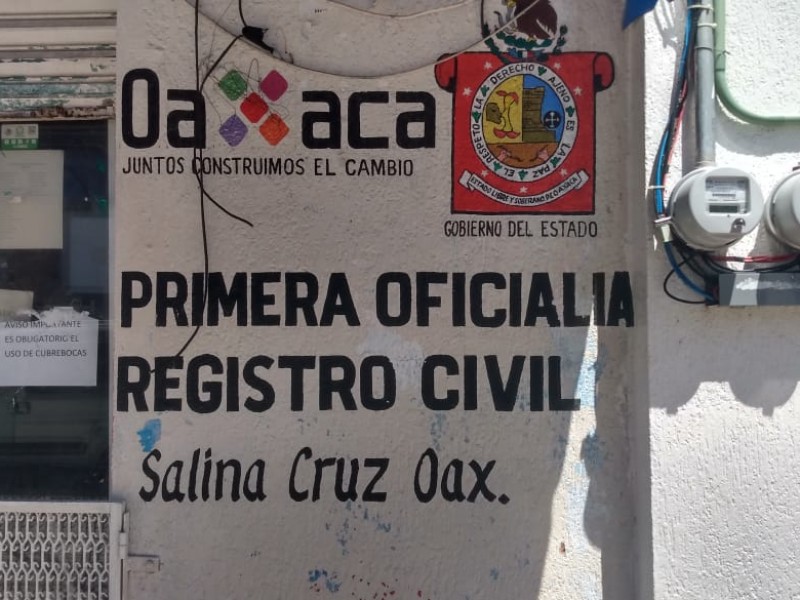 Oaxaca
JUNTOS CONSTRUIMOS EL CAMBIO
EL RESPETO A LA DERECHO AJENO ES LA PAZ
ESTADO LIBRE Y SOBERANO DE OAXACA
GOBIERNO DEL ESTADO
PRIMERA OFICIALIA
REGISTRO CIVIL
Salina Cruz Oax.
AVISO IMPORTANTE
ES OBLIGATORIO EL
USO DE CUBREBOCAS